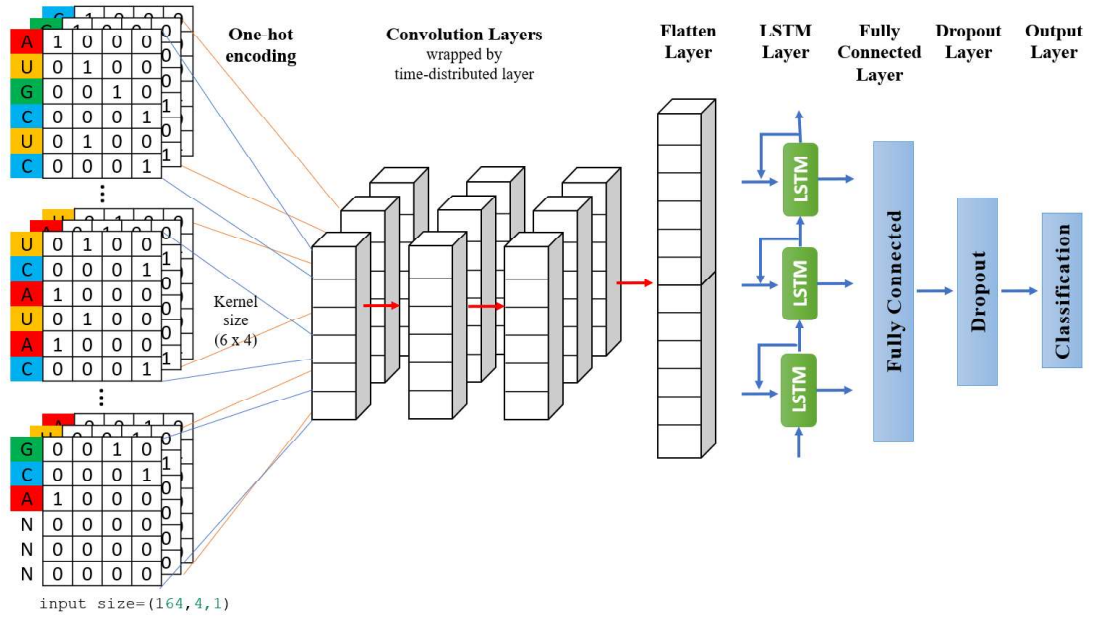 One-hot
encoding
Convolution Layers
wrapped by
time-distributed layer
Flatten
Layer
LSTM
Layer
Fully
Connected
Layer
Dropout
Layer
Output
Layer
A 1 0 0 0
U 0 1 0 0
G 0 0 1 0
C 0 0 0 1
U 0 1 0 0
C 0 0 0 1
...
U 0 1 0 0
C 0 0 0 1
A 1 0 0 0
U 0 1 0 0
A 1 0 0 0
C 0 0 0 1
...
G 0 0 1 0
C 0 0 0 1
A 1 0 0 0
N 0 0 0 0
N 0 0 0 0
N 0 0 0 0
input size=(164,4,1)
Kernel
size
(6 x 4)
LSTM
LSTM
LSTM
Fully Connected
Dropout
Classification